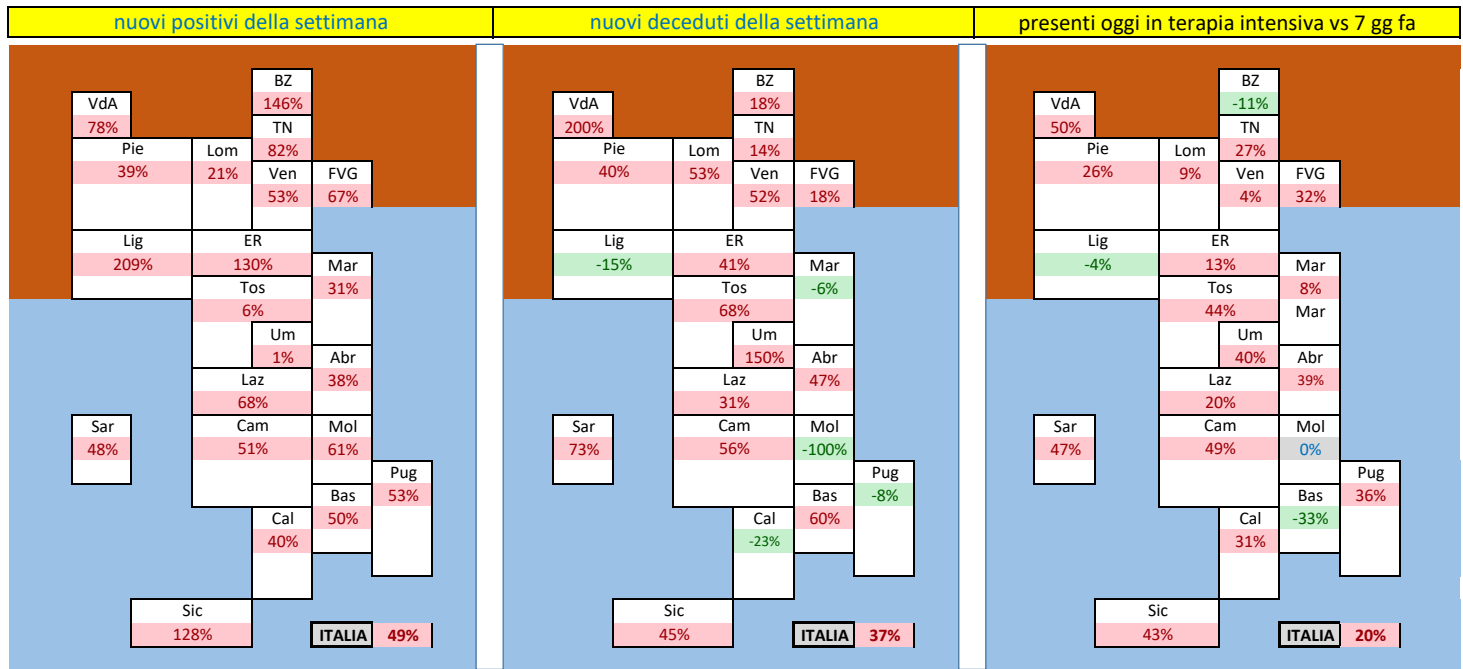 nuovi positivi della settimana
BZ
VdA 146%
78% TN
Pie Lom 82%
39% 21% Ven FVG
53% 67%
Lig ER
209% 130% Mar
Tos 31%
6%
Um
1% Abr
Laz 38%
68%
Sar Cam Mol
48% 51% 61%
Pug
Bas 53%
Cal 50%
40%
Sic
128% ITALIA 49%
nuovi deceduti della settimana
BZ
VdA 18%
200% TN
Pie Lom 14%
40% 53% Ven FVG
52% 18%
Lig ER
-15% 41% Mar
Tos -6%
68%
Um
150% Abr
Laz 47%
31%
Sar Cam Mol
73% 56% -100%
Pug
Bas -8%
Cal 60%
-23%
Sic
45% ITALIA 37%
presenti oggi in terapia intensiva vs 7 gg fa
BZ
VdA -11%
50% TN
Pie Lom 27%
26% 9% Ven FVG
4% 32%
Lig ER
-4% 13% Mar
Tos 8%
44% Mar
Um
40% Abr
Laz 39%
20%
Sar Cam Mol
47% 49% 0%
Pug
Bas 36%
Cal -33%
31%
Sic
43% ITALIA 20%